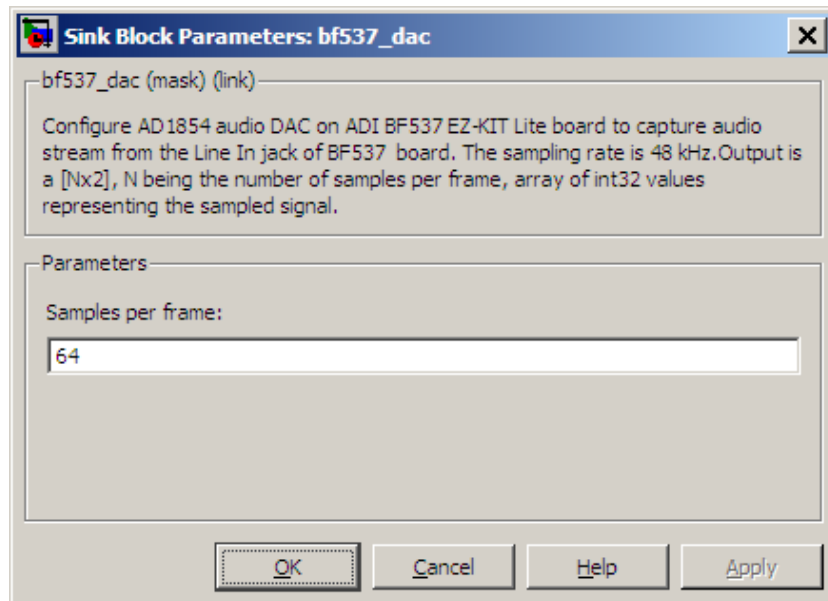 Sink Block Parameters: bf537_dac
bf537_dac (mask) (link)
Configure AD1854 audio DAC on ADI BF537 EZ-KIT Lite board to capture audio
stream from the Line In jack of BF537 board. The sampling rate is 48 kHz.Output is
a [Nx2], N being the number of samples per frame, array of int32 values
representing the sampled signal.
Parameters
Samples per frame:
64
OK Cancel Help Apply